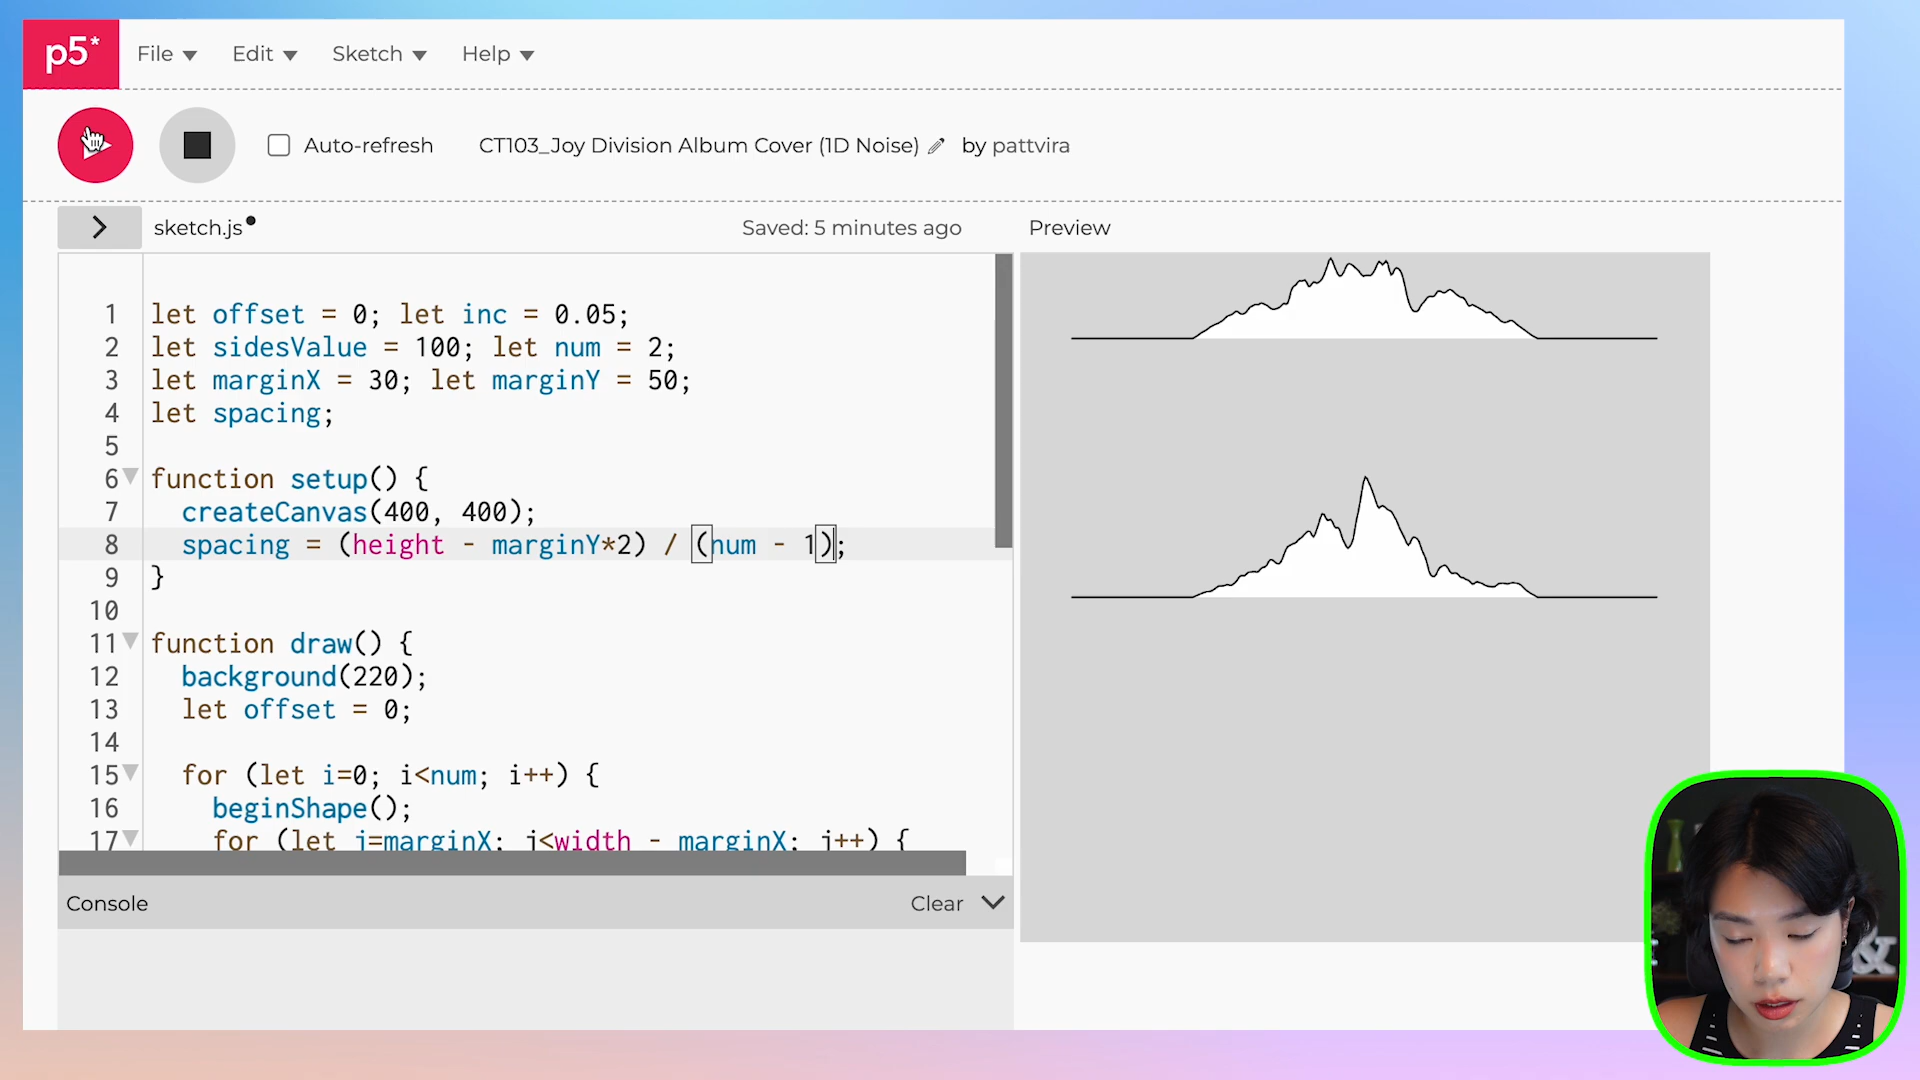 p5*
File
Edit
Sketch
Help
Auto-refresh
CT103_Joy Division Album Cover (1D Noise)
by pattvira
sketch.js
Saved: 5 minutes ago
Preview
1 let offset = 0; let inc = 0.05;
2 let sidesValue = 100; let num = 2;
3 let marginX = 30; let marginY = 50;
4 let spacing;
5
6 function setup() {
7 createCanvas(400, 400);
8 spacing = (height - marginY*2) / (num - 1);
9 }
10
11 function draw() {
12 background(220);
13 let offset = 0;
14
15 for (let i=0; i<num; i++) {
16 beginShape();
17 for (let j=marginX; j<width - marginX; j++) {
Console
Clear
&